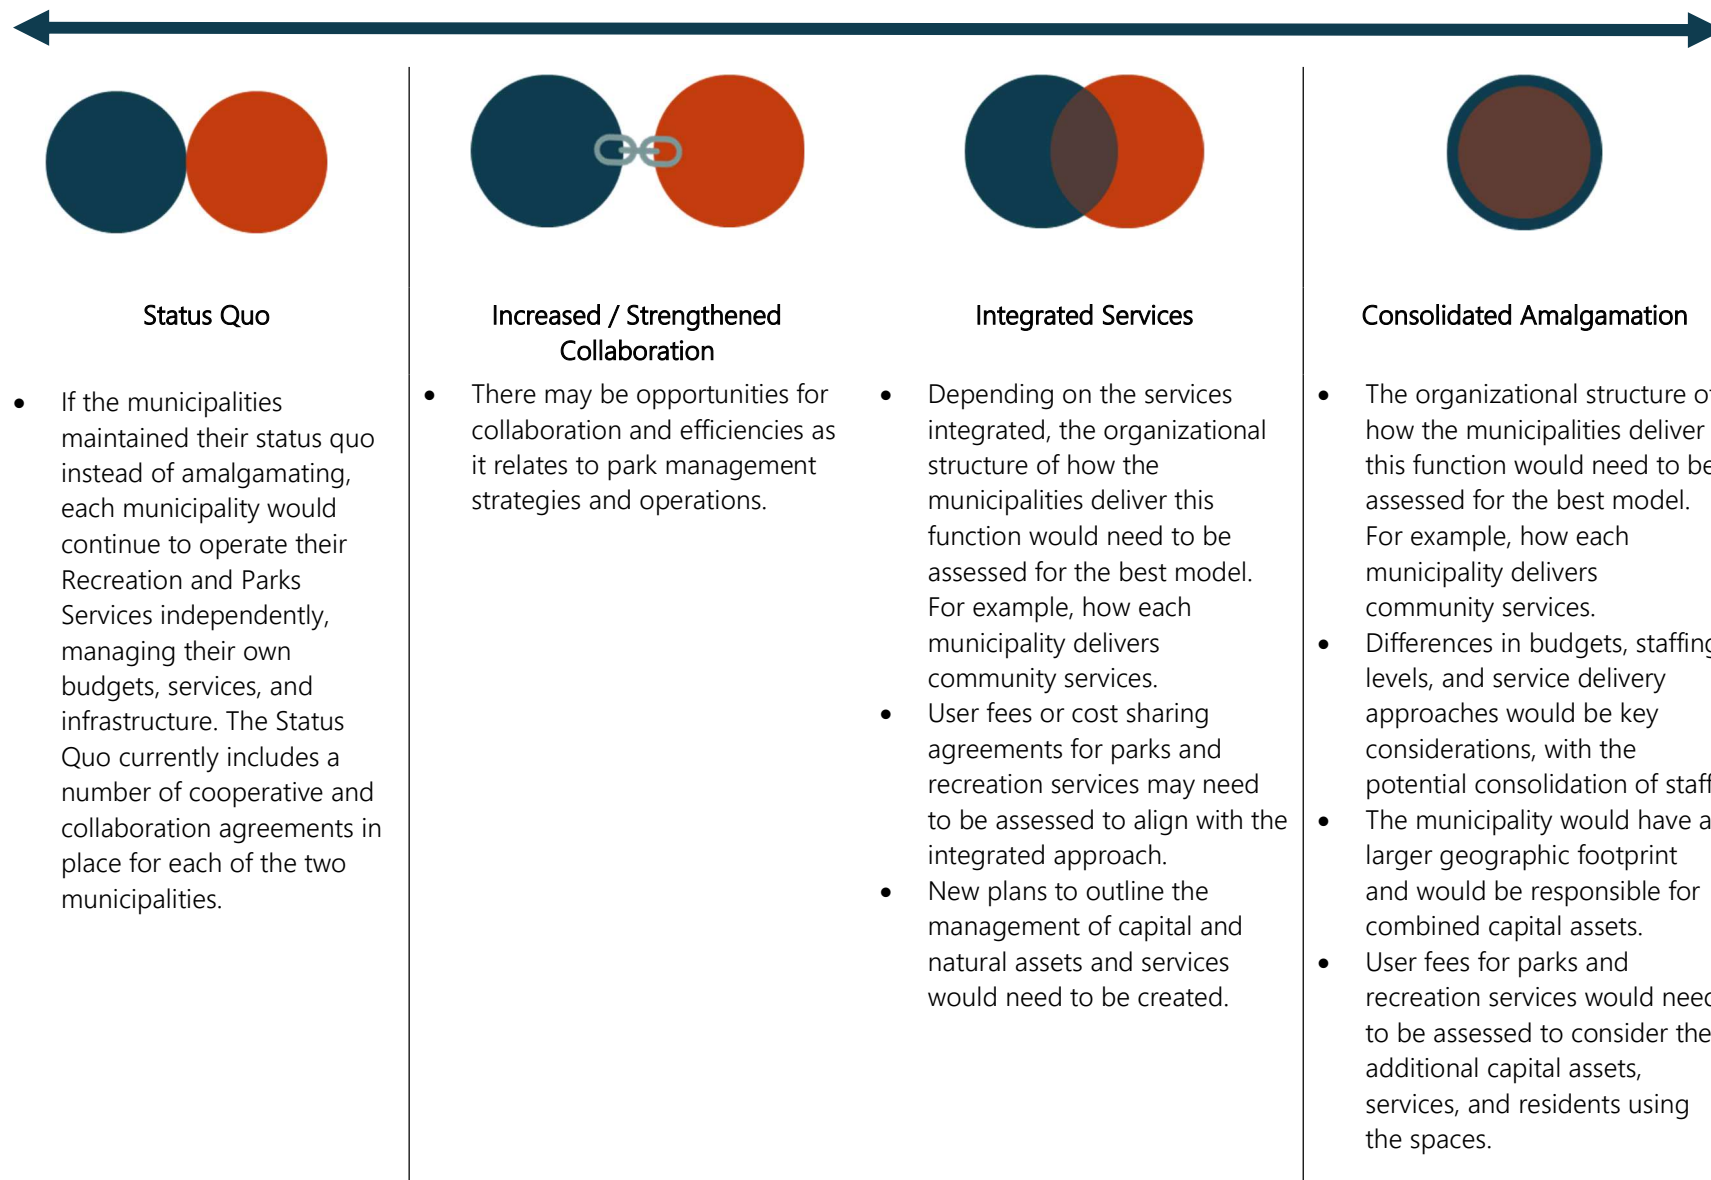 Status Quo
• If the municipalities
maintained their status quo
instead of amalgamating,
each municipality would
continue to operate their
Recreation and Parks
Services independently,
managing their own
budgets, services, and
infrastructure. The Status
Quo currently includes a
number of cooperative and
collaboration agreements in
place for each of the two
municipalities.
Increased / Strengthened
Collaboration
• There may be opportunities for
collaboration and efficiencies as
it relates to park management
strategies and operations.
Integrated Services
• Depending on the services
integrated, the organizational
structure of how the
municipalities deliver this
function would need to be
assessed for the best model.
For example, how each
municipality delivers
community services.
• User fees or cost sharing
agreements for parks and
recreation services may need
to be assessed to align with the
integrated approach.
• New plans to outline the
management of capital and
natural assets and services
would need to be created.
Consolidated Amalgamation
• The organizational structure of
how the municipalities deliver
this function would need to be
assessed for the best model.
For example, how each
municipality delivers
community services.
• Differences in budgets, staffing
levels, and service delivery
approaches would be key
considerations, with the
potential consolidation of staff
• The municipality would have a
larger geographic footprint
and would be responsible for
combined capital assets.
• User fees for parks and
recreation services would need
to be assessed to consider the
additional capital assets,
services, and residents using
the spaces.